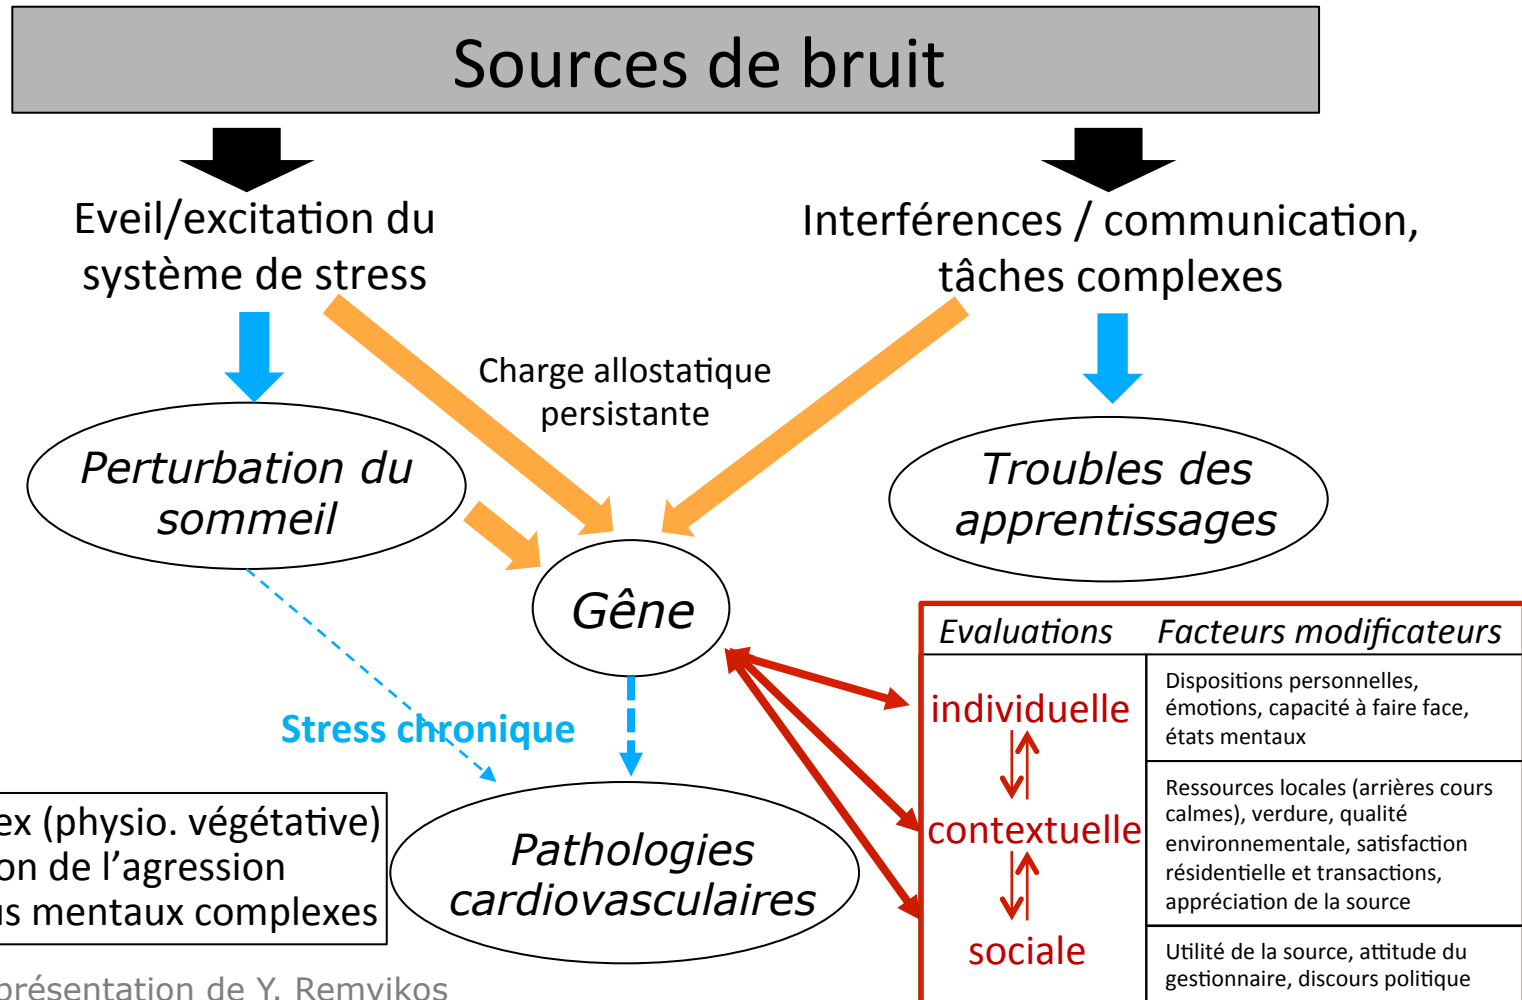 Sources de bruit
Eveil/excitation du
système de stress
Interférences / communication,
tâches complexes
Charge allostatique
persistante
Perturbation du
sommeil
Troubles des
apprentissages
Gêne
Stress chronique
Pathologies
cardiovasculaires
Evaluations Facteurs modificateurs
individuelle
Dispositions personnelles,
émotions, capacité à faire face,
états mentaux
contextuelle
Ressources locales (arrières cours
calmes), verdure, qualité
environnementale, satisfaction
résidentielle et transactions,
appréciation de la source
sociale
Utilité de la source, attitude du
gestionnaire, discours politique
(physio. végétative)
de l'agression
mentaux complexes
présentation de Y. Remvikos